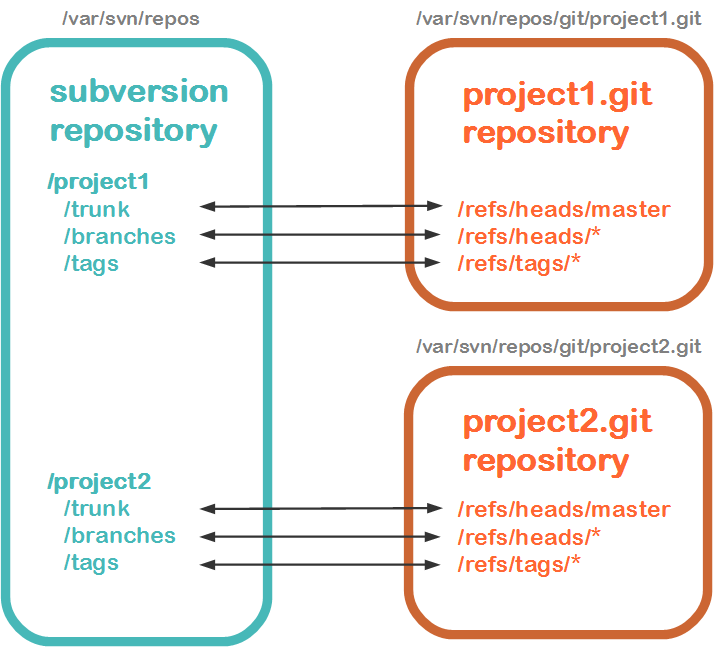 /var/svn/repos
subversion
repository
/project1
/trunk
/branches
/tags
/project2
/trunk
/branches
/tags
/var/svn/repos/git/project1.git
project1.git
repository
/refs/heads/master
/refs/heads/*
/refs/tags/*
/var/svn/repos/git/project2.git
project2.git
repository
/refs/heads/master
/refs/heads/*
/refs/tags/*